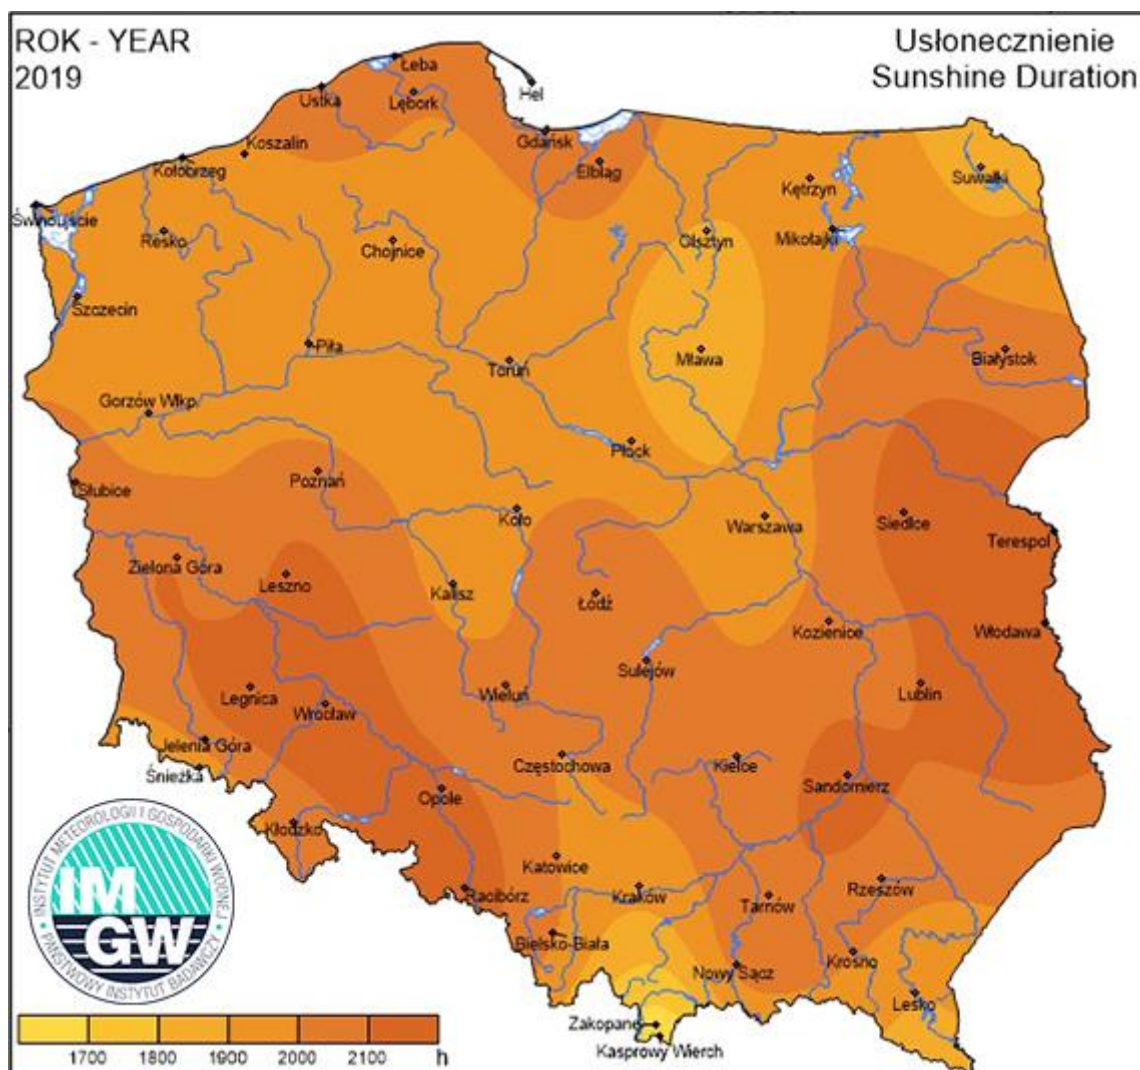 ROK - YEAR
2019
Usłonecznienie
Sunshine Duration
Łeba
Hel
Ustka
Lębork
Gdańsk
Koszalin
Kołobrzeg
Elbląg
Suwałki
Kętrzyn
Świnoujście
Resko
Chojnice
Olsztyn
Mikołajki
Szczecin
Piła
Toruń
Mława
Białystok
Gorzów Wlkp.
Płock
Słubice
Poznań
Koło
Warszawa
Siedlce
Terespol
Zielona Góra
Leszno
Kalisz
Łódź
Kozienice
Włodawa
Sulejów
Legnica
Wrocław
Wieluń
Lublin
Jelenia Góra
Śnieżka
Częstochowa
Kielce
Sandomierz
Opole
Kłodzko
Katowice
Kraków
Rzeszów
Racibórz
Tarnów
Bielsko-Biała
Nowy Sącz
Krosno
Lesko
Zakopane
Kasprowy Wierch
INSTYTUT METEOROLOGII I GOSPODARKI WODNEJ
IM
GW
PAŃSTWOWY INSTYTUT BADAWCZY
1700 1800 1900 2000 2100 h